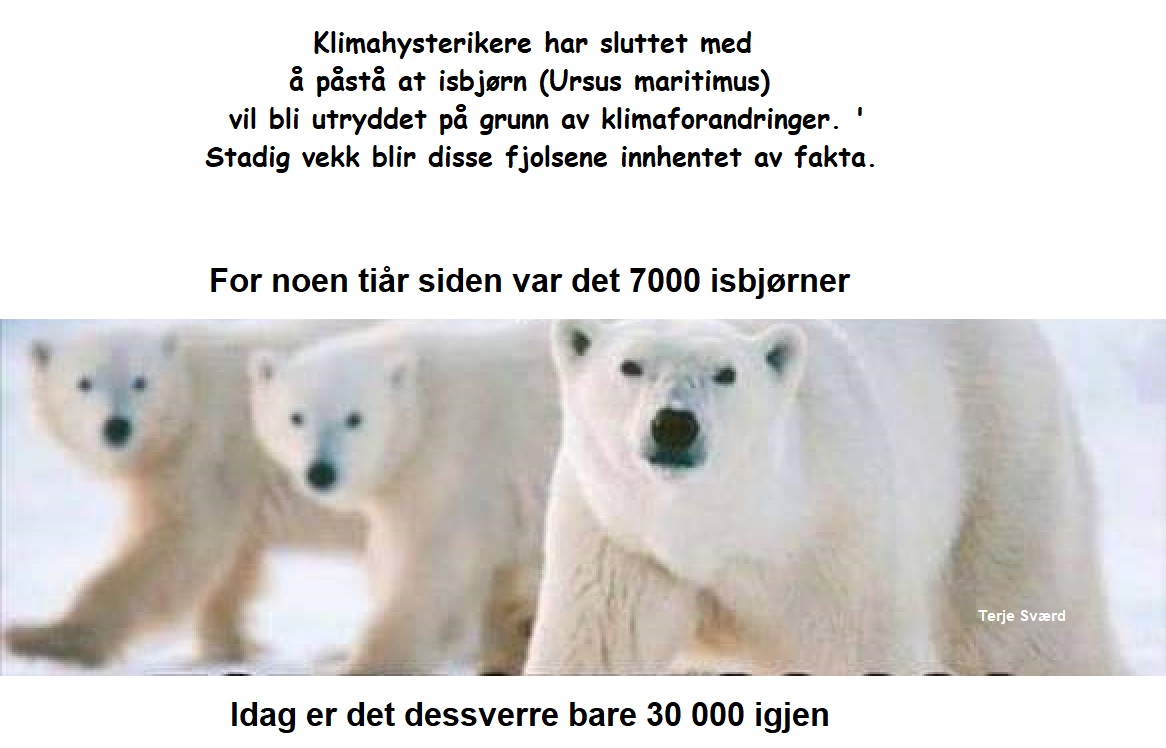 Klimahysterikere har sluttet med
å påstå at isbjørn (Ursus maritimus)
vil bli utryddet på grunn av klimaforandringer. '
Stadig vekk blir disse fjolsene innhentet av fakta.
For noen tiår siden var det 7000 isbjørner
Terje Sværd
Idag er det dessverre bare 30 000 igjen